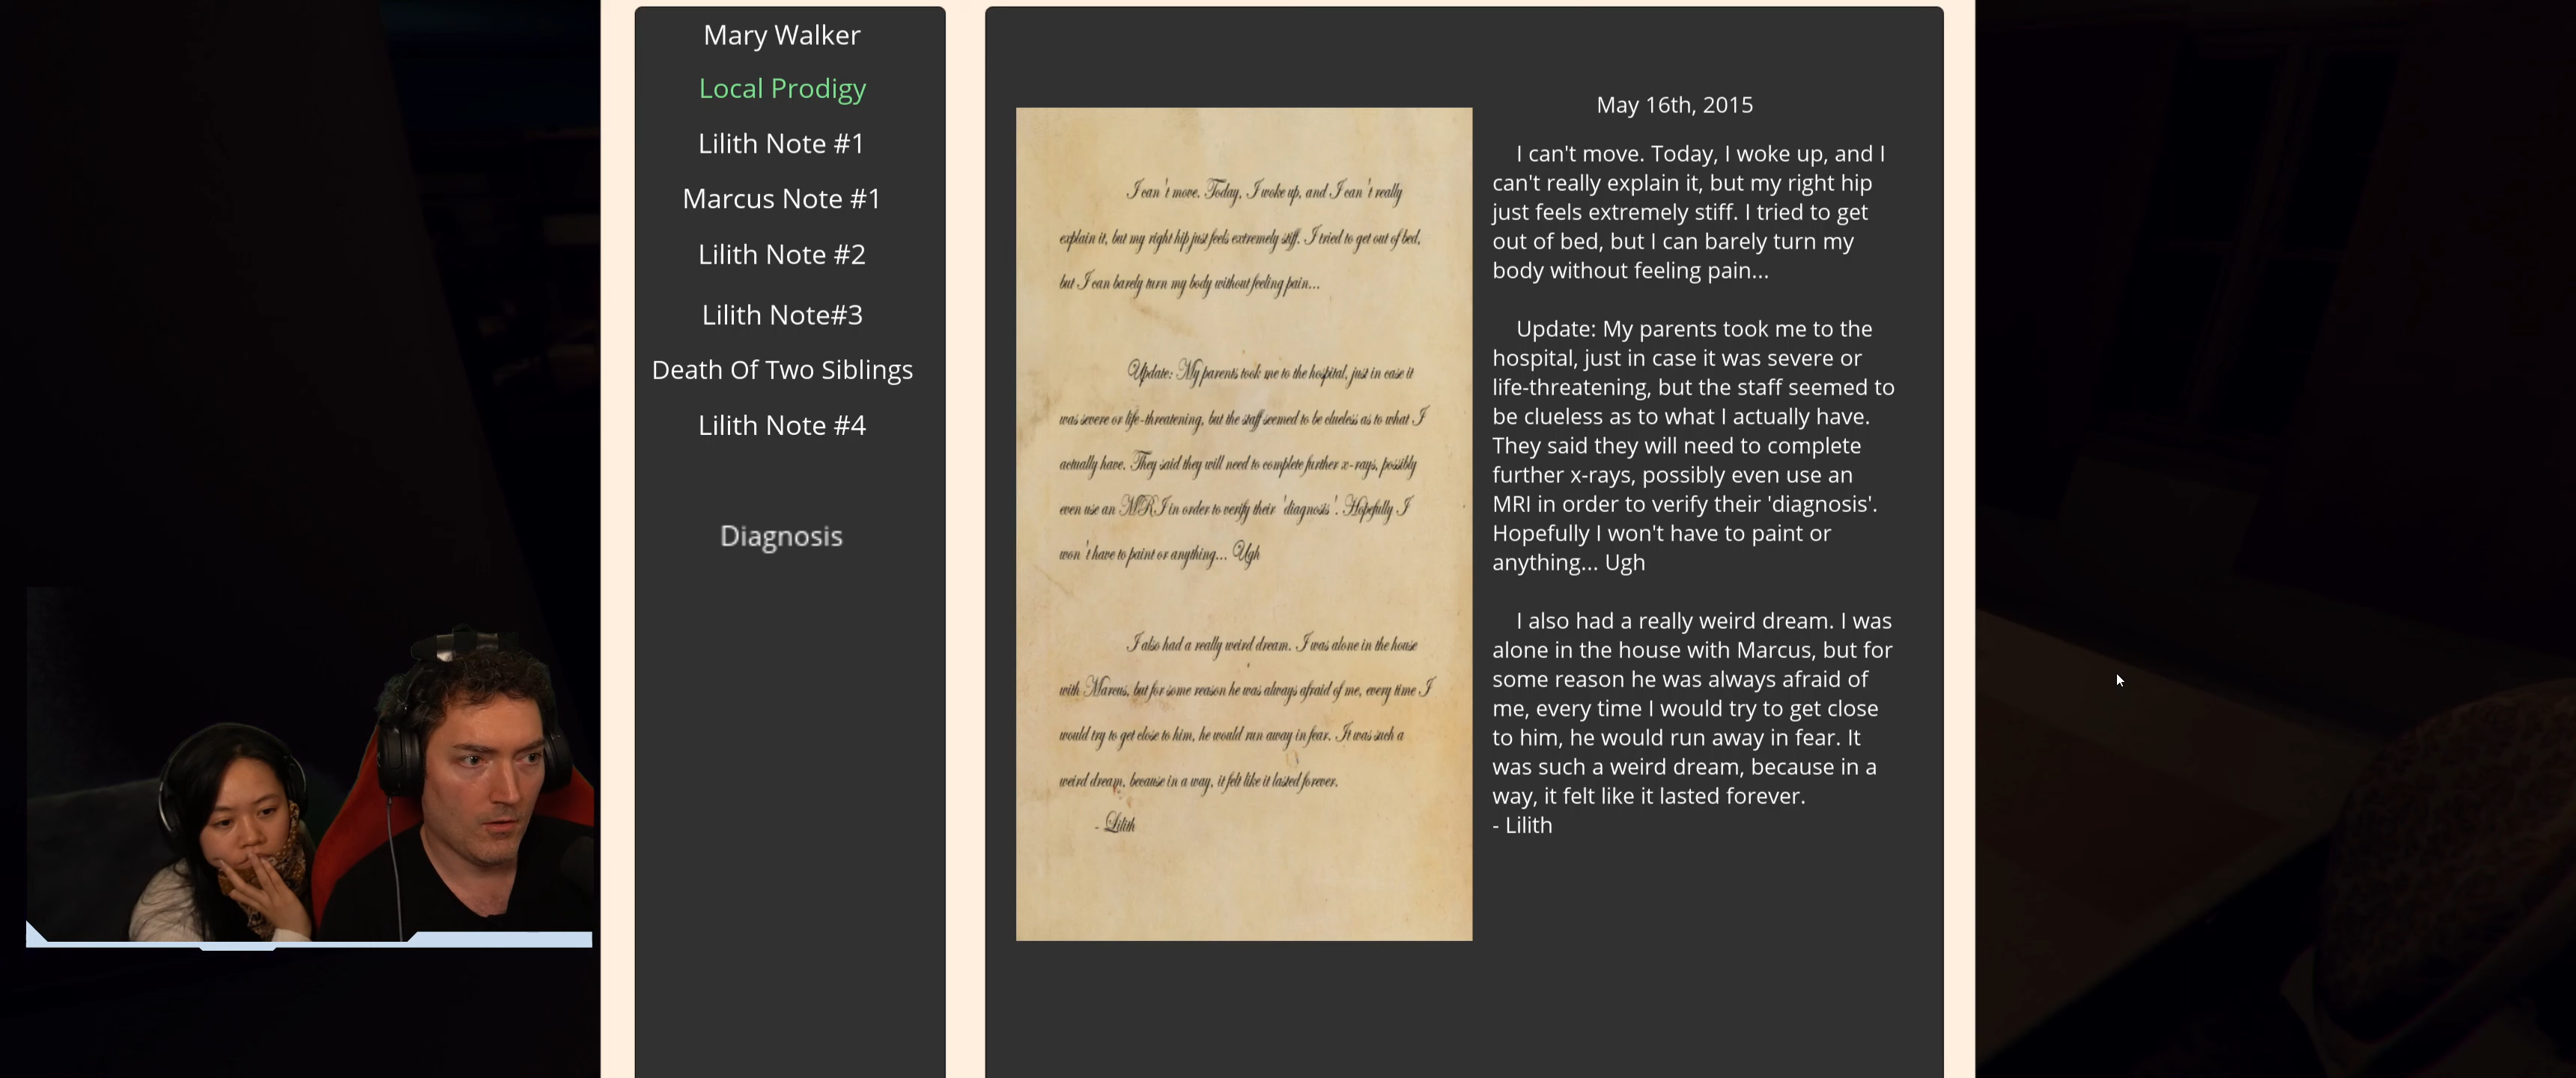 Mary Walker
Local Prodigy
Lilith Note #1
Marcus Note #1
Lilith Note #2
Lilith Note#3
Death Of Two Siblings
Lilith Note #4
Diagnosis
I can't move. Today, I woke up, and I can't really
explain it, but my right hip just feels extremely stiff. I tried to get out of bed,
but I can barely turn my body without feeling pain...
Update: My parents took me to the hospital, just in case it
was severe or life-threatening, but the staff seemed to be clueless as to what I
actually have. They said they will need to complete further x-rays, possibly
even use an MRI in order to verify their 'diagnosis'. Hopefully I
won't have to paint or anything... Ugh
I also had a really weird dream. I was alone in the house
with Marcus, but for some reason he was always afraid of me, every time I
would try to get close to him, he would run away in fear. It was such a
weird dream, because in a way, it felt like it lasted forever.
- Lilith
May 16th, 2015
I can't move. Today, I woke up, and I
can't really explain it, but my right hip
just feels extremely stiff. I tried to get
out of bed, but I can barely turn my
body without feeling pain...
Update: My parents took me to the
hospital, just in case it was severe or
life-threatening, but the staff seemed to
be clueless as to what I actually have.
They said they will need to complete
further x-rays, possibly even use an
MRI in order to verify their 'diagnosis'.
Hopefully I won't have to paint or
anything... Ugh
I also had a really weird dream. I was
alone in the house with Marcus, but for
some reason he was always afraid of
me, every time I would try to get close
to him, he would run away in fear. It
was such a weird dream, because in a
way, it felt like it lasted forever.
- Lilith